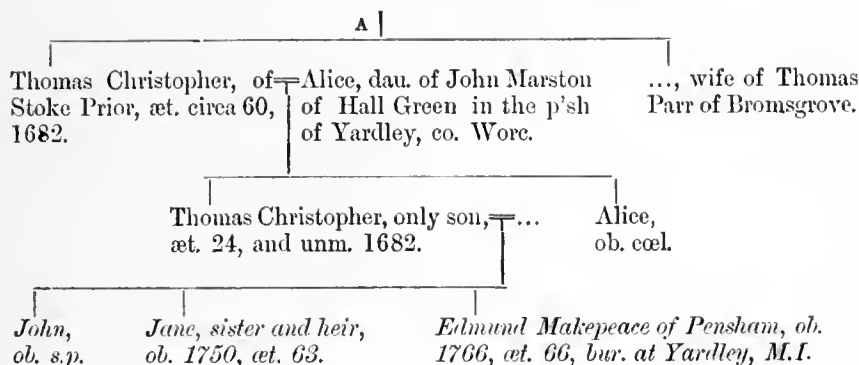 A
Thomas Christopher, of
Stoke Prior, æt. circa 60,
1682.
Alice, dau. of John Marston
of Hall Green in the p'sh
of Yardley, co. Worc.
..., wife of Thomas
Parr of Bromsgrove.
Thomas Christopher, only son,
æt. 24, and unm. 1682.
...
Alice,
ob. cœl.
John,
ob. s.p.
Jane, sister and heir,
ob. 1750, æt. 63.
Edmund Makepeace of Pensham, ob.
1766, æt. 66, bur. at Yardley, M.I.